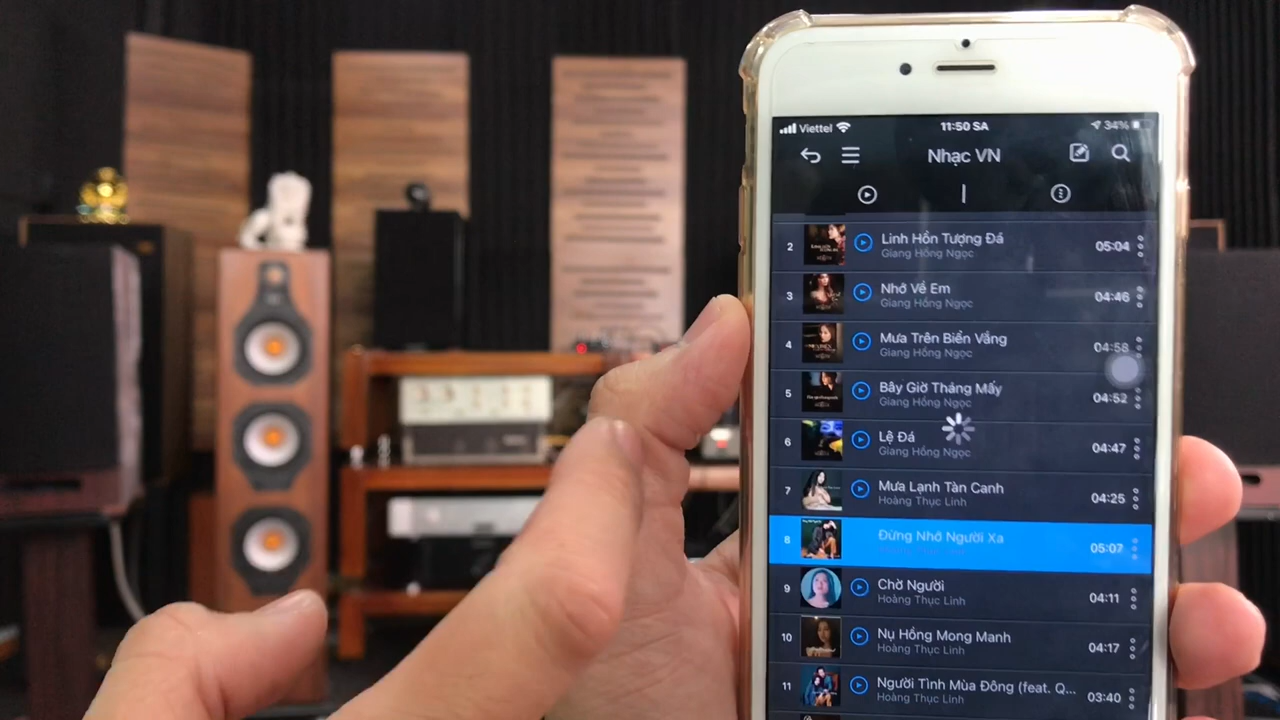 Viettel 11:50 SA 34%
Nhạc VN
2 Linh Hồn Tượng Đá 05:04
Giang Hồng Ngọc
3 Nhớ Về Em 04:46
Giang Hồng Ngọc
4 Mưa Trên Biển Vắng 04:58
Giang Hồng Ngọc
5 Bây Giờ Tháng Mấy 04:52
Giang Hồng Ngọc
6 Lệ Đá 04:47
Giang Hồng Ngọc
7 Mưa Lạnh Tàn Canh 04:25
Hoàng Thục Linh
8 Đừng Nhớ Người Xa 05:07
Hoàng Thục Linh
9 Chờ Người 04:11
Hoàng Thục Linh
10 Nụ Hồng Mong Manh 04:17
Hoàng Thục Linh
11 Người Tình Mùa Đông (feat. Q... 03:40
Hoàng Thục Linh